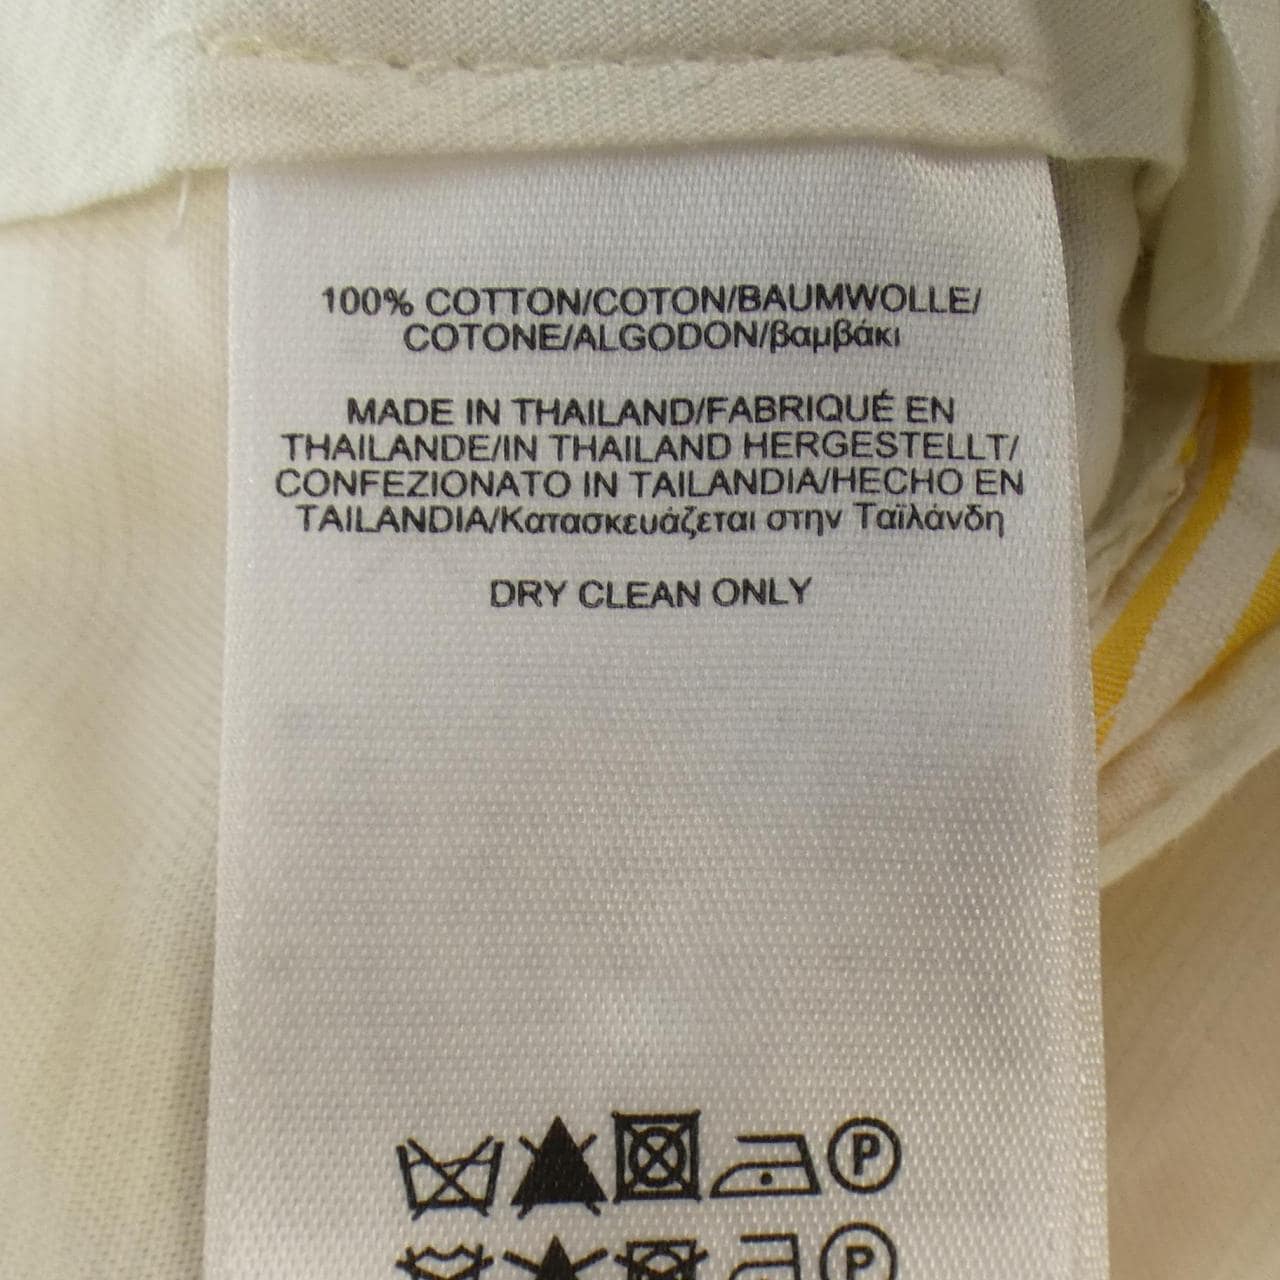 100% COTTON/COTON/BAUMWOLLE/
COTONE/ALGODON/βαμβάκι
MADE IN THAILAND/FABRIQUÉ EN
THAILANDE/IN THAILAND HERGESTELLT/
CONFEZIONATO IN TAILANDIA/HECHO EN
TAILANDIA/Κατασκευάζεται στην Ταϊλάνδη
DRY CLEAN ONLY
P
P